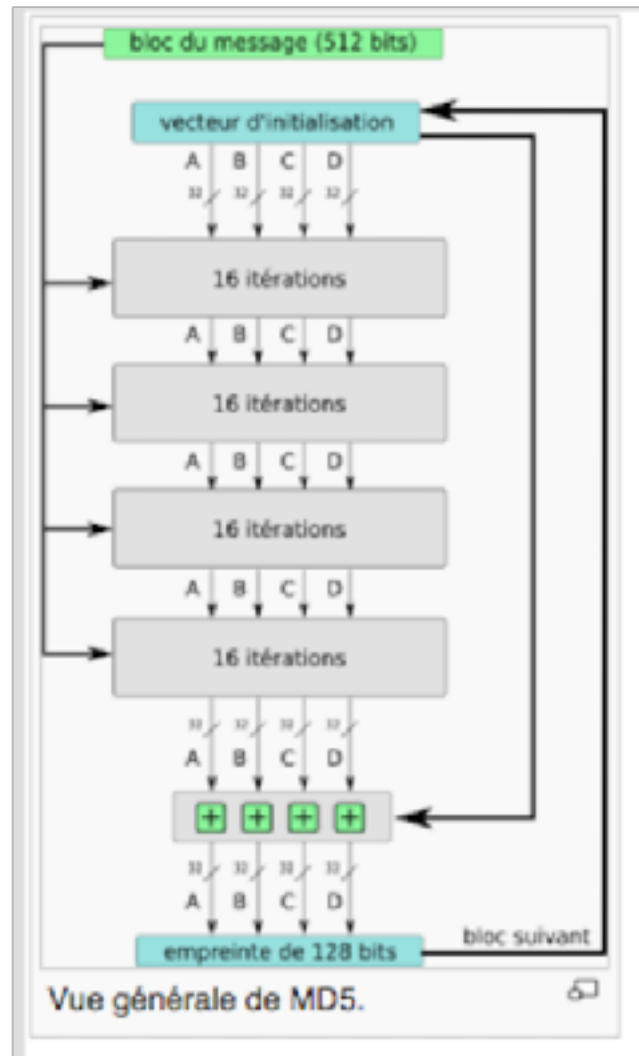 bloc du message (512 bits)
vecteur d'initialisation
A B C D
32 32 32 32
16 itérations
A B C D
16 itérations
A B C D
16 itérations
A B C D
16 itérations
32 32 32 32
A B C D
+ + + +
32 32 32 32
A B C D
bloc suivant
empreinte de 128 bits
Vue générale de MD5.